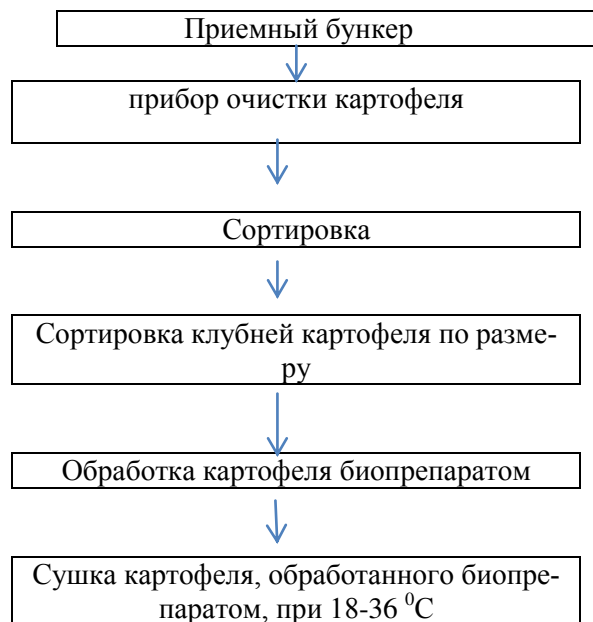 Приемный бункер
прибор очистки картофеля
Сортировка
Сортировка клубней картофеля по разме-
ру
Обработка картофеля биопрепаратом
Сушка картофеля, обработанного биопре-
паратом, при 18-36 ⁰С